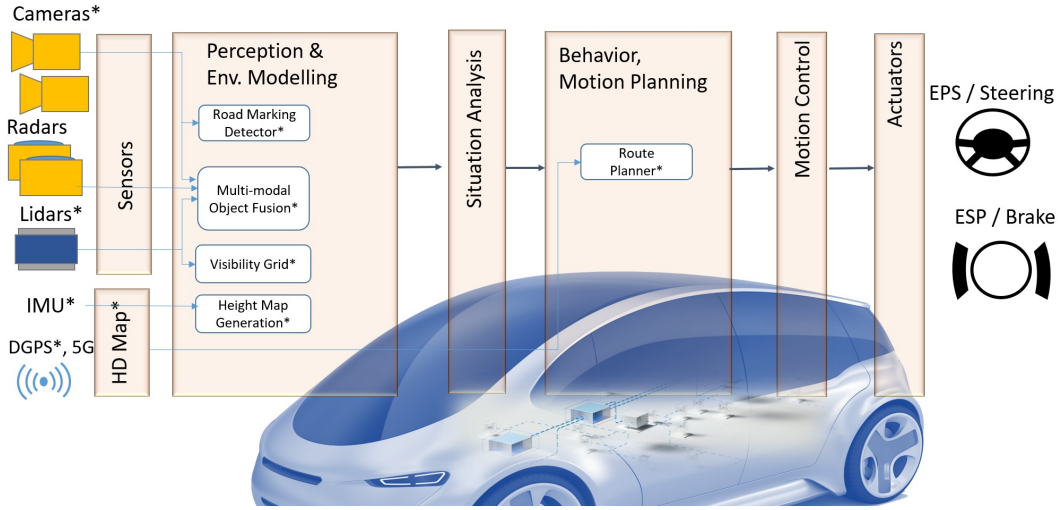 Cameras*
Radars
Lidars*
IMU*
DGPS*, 5G
Sensors
HD Map*
Perception &
Env. Modelling
Road Marking
Detector*
Multi-modal
Object Fusion*
Visibility Grid*
Height Map
Generation*
Situation Analysis
Behavior,
Motion Planning
Route
Planner*
Motion Control
Actuators
EPS / Steering
ESP / Brake